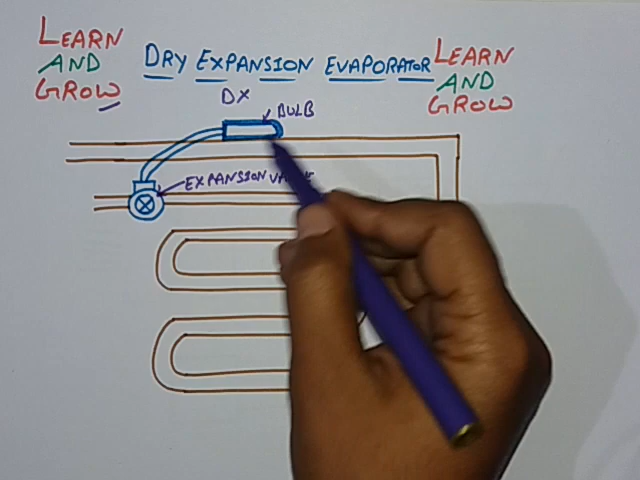 LEARN
AND
GROW
DRY EXPANSION EVAPORATOR
DX
LEARN
AND
GROW
BULB
EXPANSION